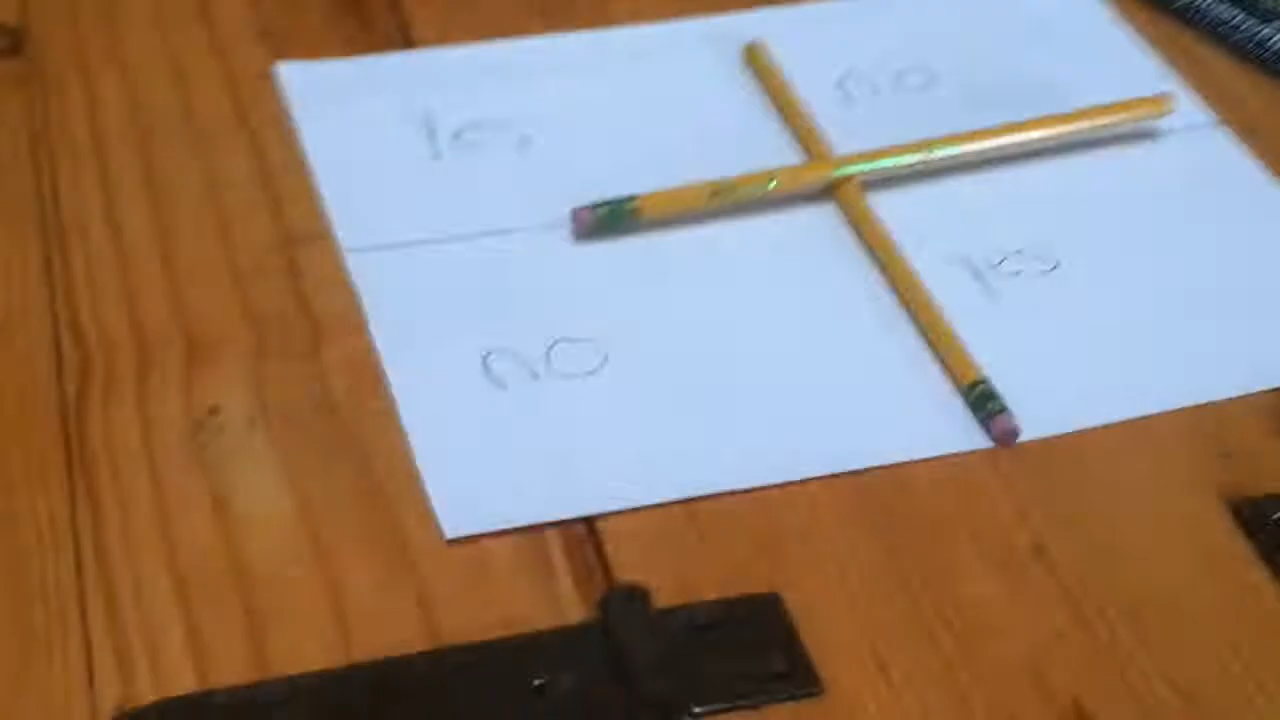 yes no
no yes